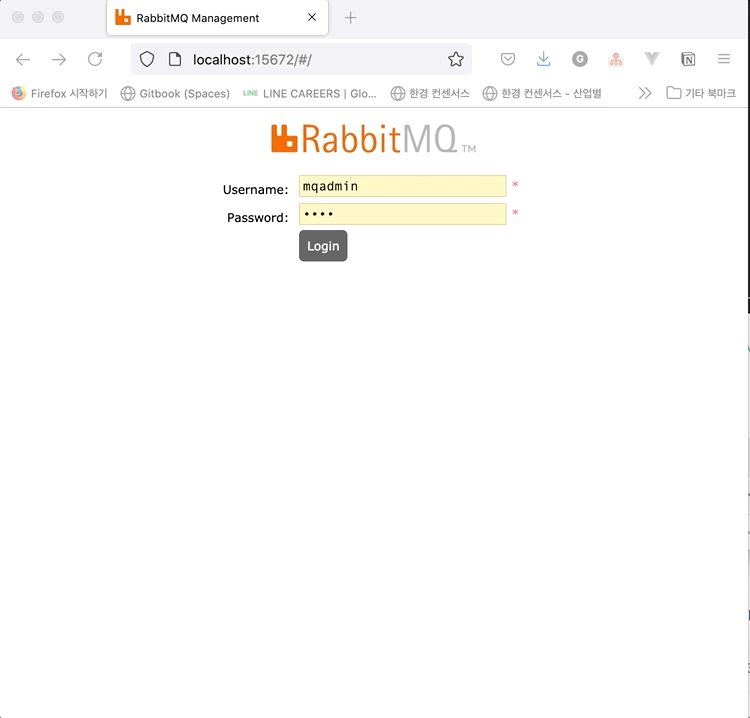 RabbitMQ Management
localhost:15672/#/
Firefox 시작하기 Gitbook (Spaces) LINE LINE CAREERS | Glo... 한경 컨센서스 한경 컨센서스 - 산업별 기타 북마크
RabbitMQ TM
Username: mqadmin *
Password: •••• *
Login